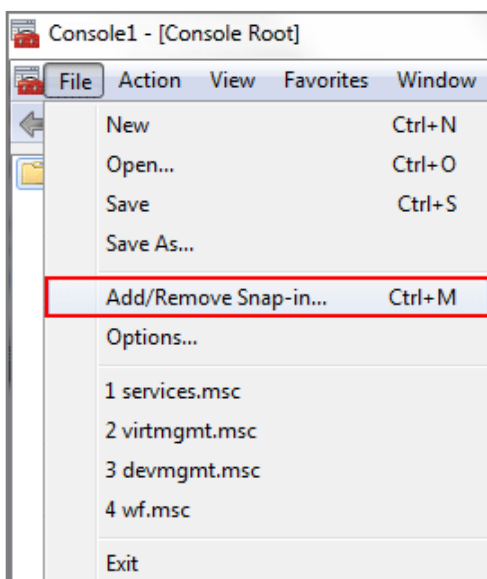 Console1 - [Console Root]
File Action View Favorites Window
New Ctrl+N
Open... Ctrl+O
Save Ctrl+S
Save As...
Add/Remove Snap-in... Ctrl+M
Options...
1 services.msc
2 virtmgmt.msc
3 devmgmt.msc
4 wf.msc
Exit